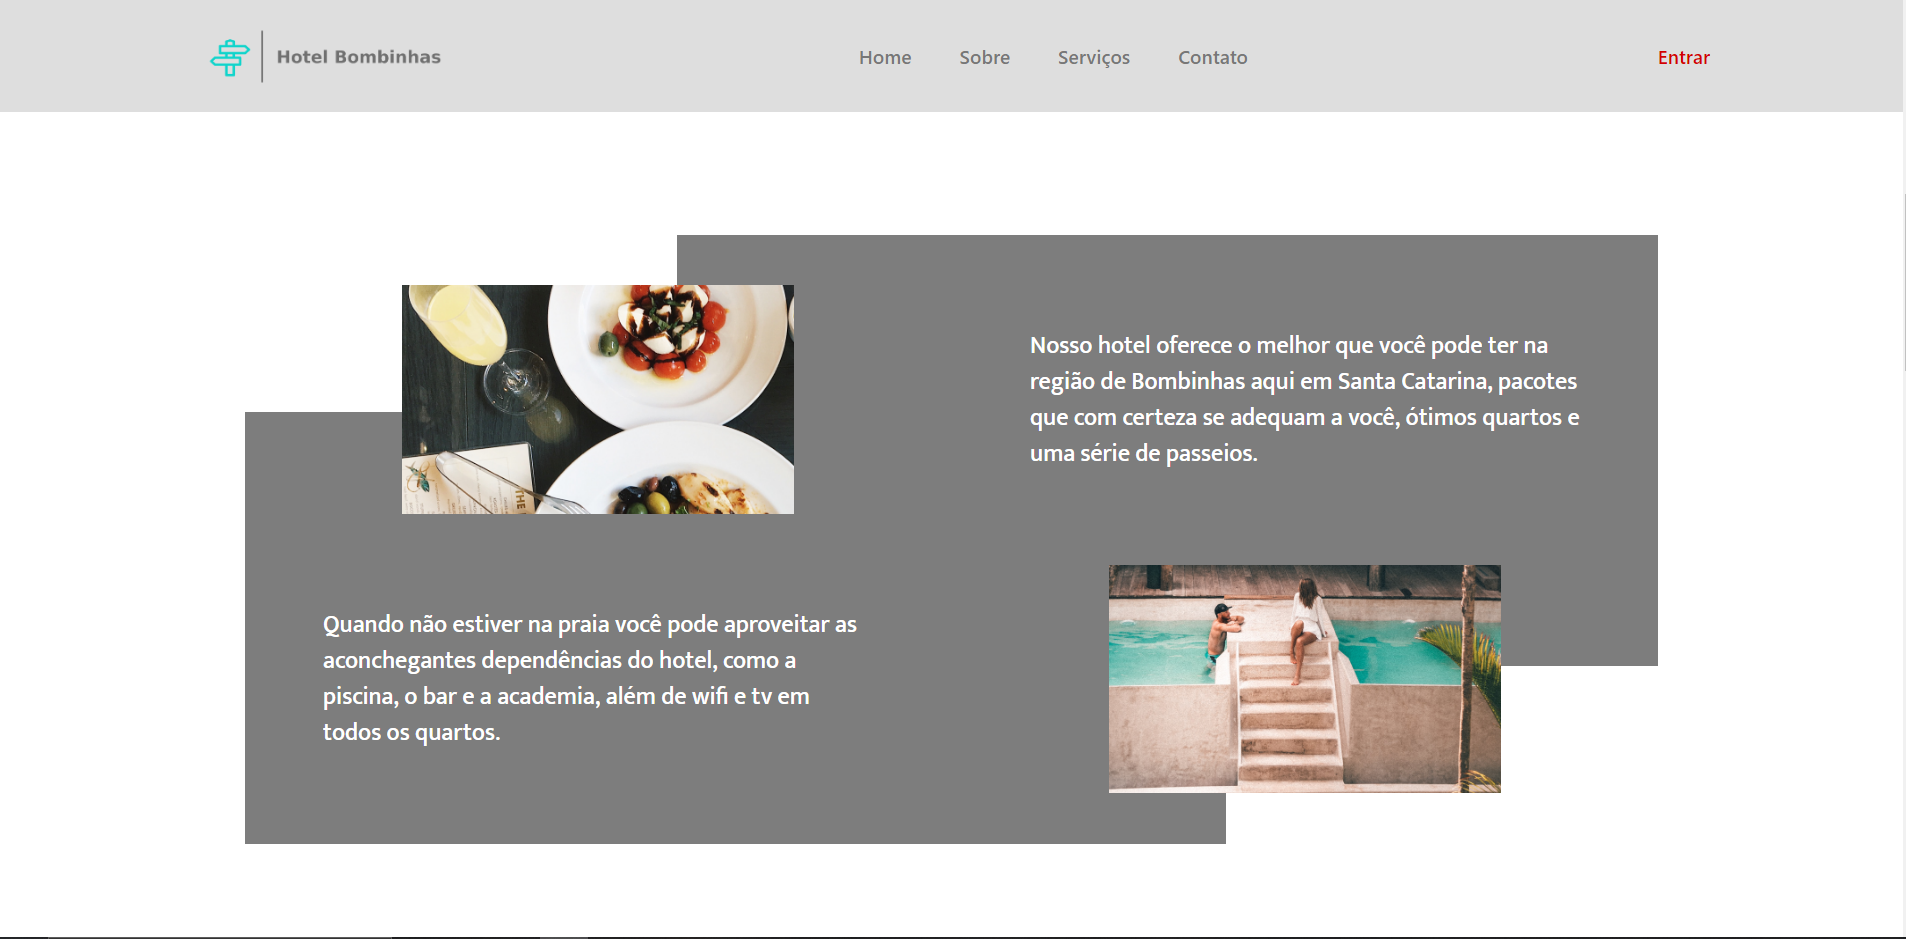 Hotel Bombinhas
Home Sobre Serviços Contato
Entrar
Nosso hotel oferece o melhor que você pode ter na
região de Bombinhas aqui em Santa Catarina, pacotes
que com certeza se adequam a você, ótimos quartos e
uma série de passeios.
THE
Quando não estiver na praia você pode aproveitar as
aconchegantes dependências do hotel, como a
piscina, o bar e a academia, além de wifi e tv em
todos os quartos.